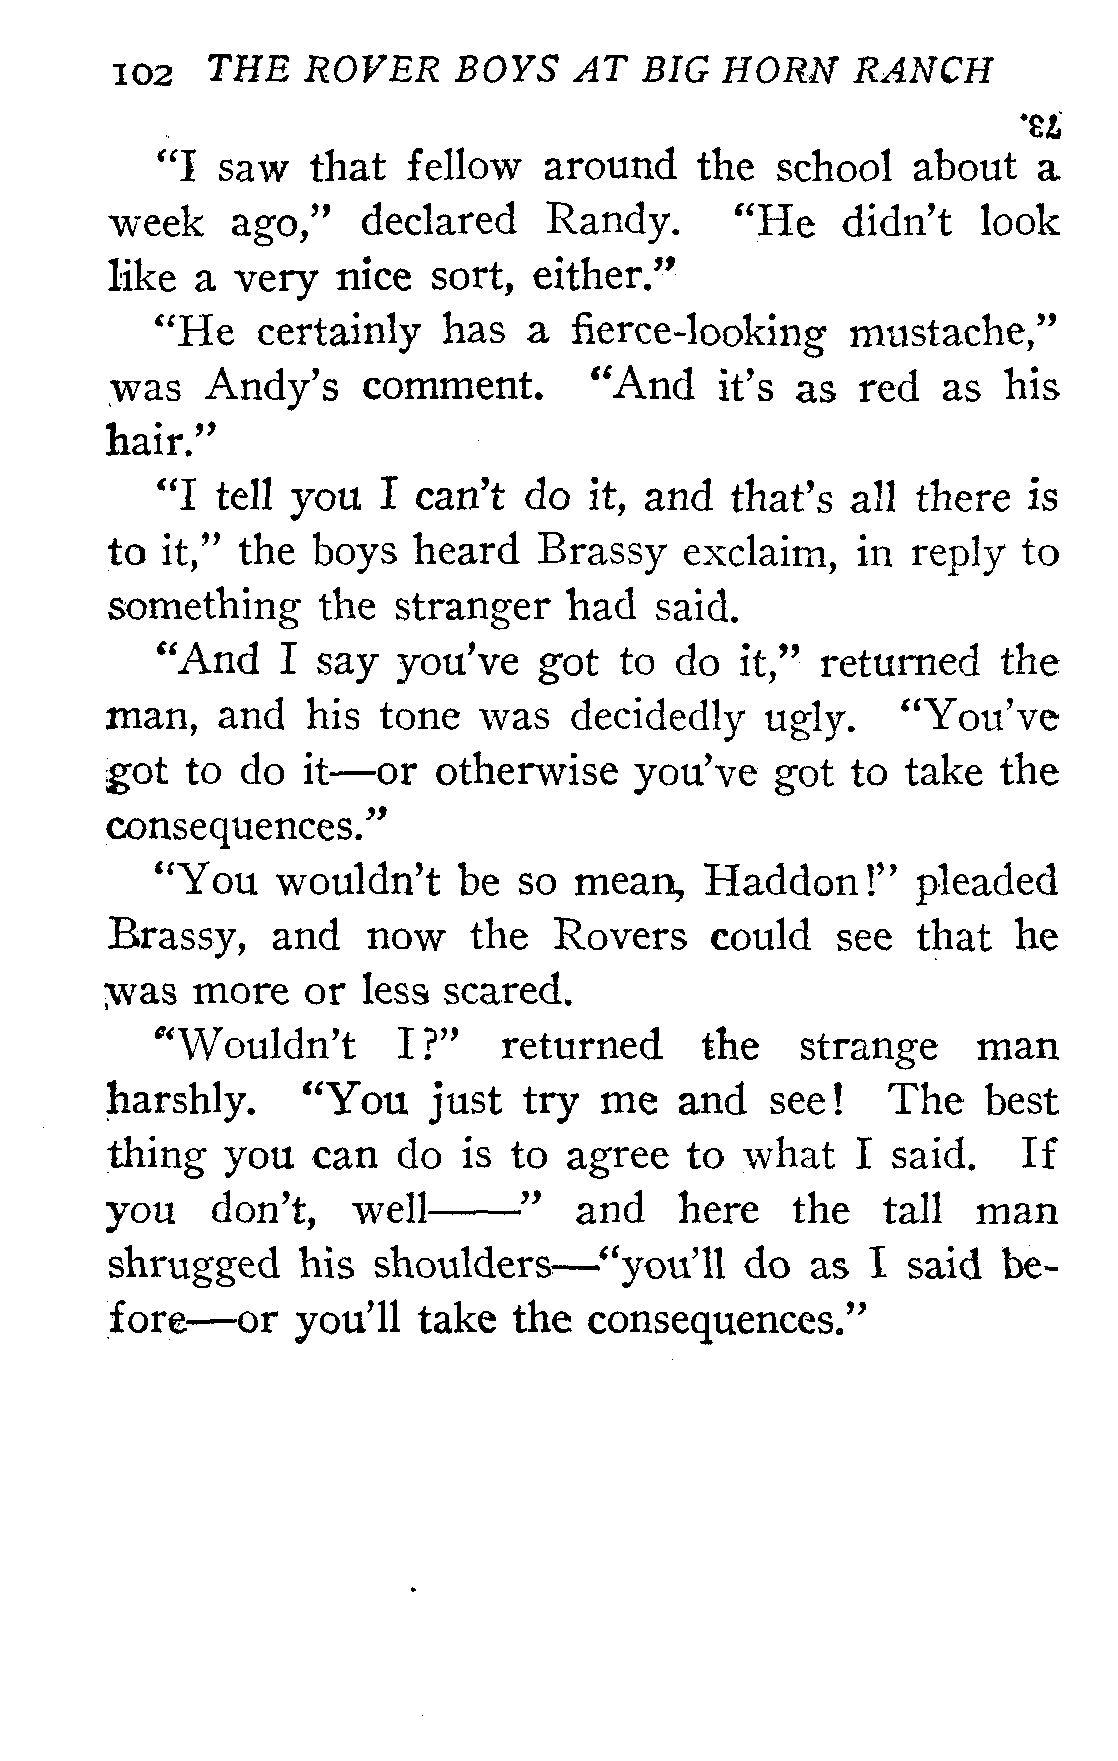 102 THE ROVER BOYS AT BIG HORN RANCH
73.
“I saw that fellow around the school about a
week ago,” declared Randy. “He didn’t look
like a very nice sort, either.”
“He certainly has a fierce-looking mustache,”
was Andy’s comment. “And it’s as red as his
hair.”
“I tell you I can’t do it, and that’s all there is
to it,” the boys heard Brassy exclaim, in reply to
something the stranger had said.
“And I say you’ve got to do it,” returned the
man, and his tone was decidedly ugly. “You’ve
got to do it—or otherwise you’ve got to take the
consequences.”
“You wouldn’t be so mean, Haddon!” pleaded
Brassy, and now the Rovers could see that he
was more or less scared.
“Wouldn’t I?” returned the strange man
harshly. “You just try me and see! The best
thing you can do is to agree to what I said. If
you don’t, well——” and here the tall man
shrugged his shoulders—“you’ll do as I said be-
fore—or you’ll take the consequences.”